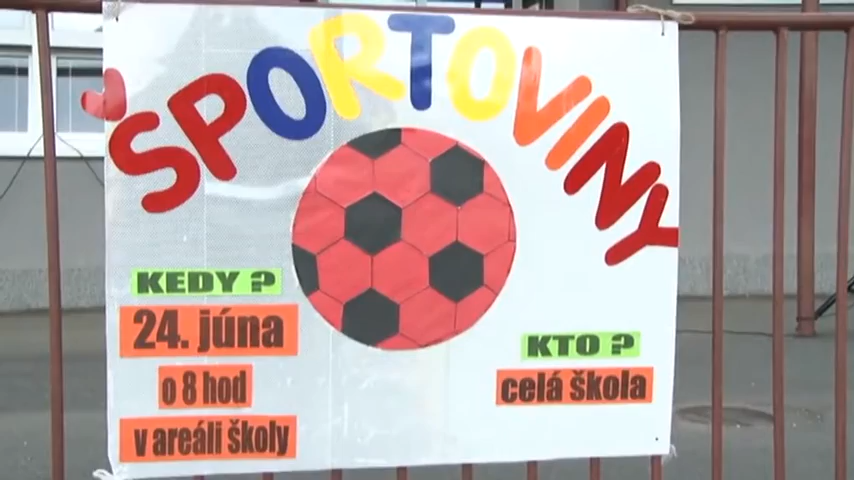 ŠPORTOVINY
KEDY ?
24. júna
o 8 hod
v areáli školy
KTO ?
celá škola